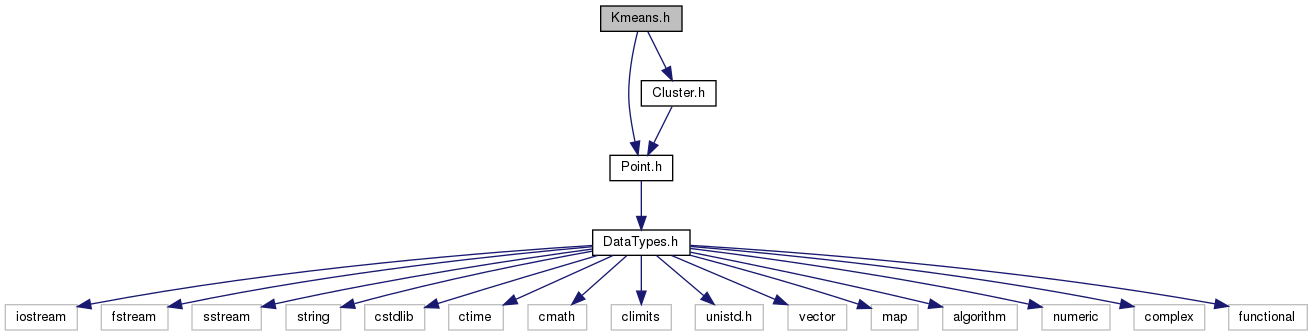 Kmeans.h
Cluster.h
Point.h
DataTypes.h
iostream fstream sstream string cstdlib ctime cmath climits unistd.h vector map algorithm numeric complex functional